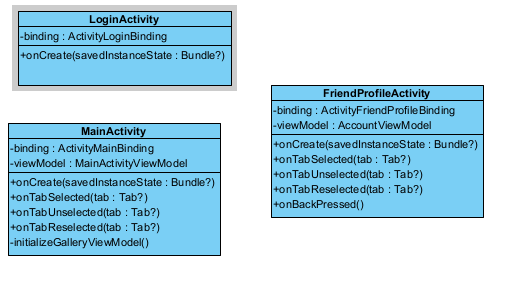 LoginActivity
-binding : ActivityLoginBinding
+onCreate(savedInstanceState : Bundle?)
FriendProfileActivity
-binding : ActivityFriendProfileBinding
-viewModel : AccountViewModel
+onCreate(savedInstanceState : Bundle?)
+onTabSelected(tab : Tab?)
+onTabUnselected(tab : Tab?)
+onTabReselected(tab : Tab?)
+onBackPressed()
MainActivity
-binding : ActivityMainBinding
-viewModel : MainActivityViewModel
+onCreate(savedInstanceState : Bundle?)
+onTabSelected(tab : Tab?)
+onTabUnselected(tab : Tab?)
+onTabReselected(tab : Tab?)
-initializeGalleryViewModel()